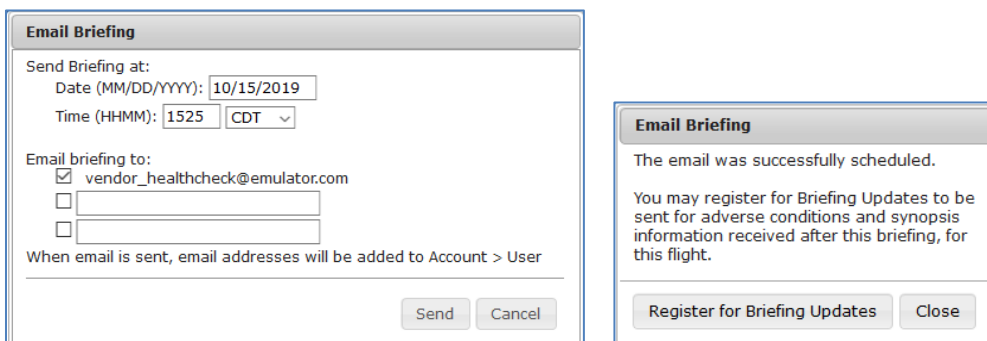 Email Briefing
Send Briefing at:
Date (MM/DD/YYYY): 10/15/2019
Time (HHMM): 1525 CDT
Email briefing to:
vendor_healthcheck@emulator.com
When email is sent, email addresses will be added to Account > User
Send Cancel
Email Briefing
The email was successfully scheduled.
You may register for Briefing Updates to be
sent for adverse conditions and synopsis
information received after this briefing, for
this flight.
Register for Briefing Updates Close